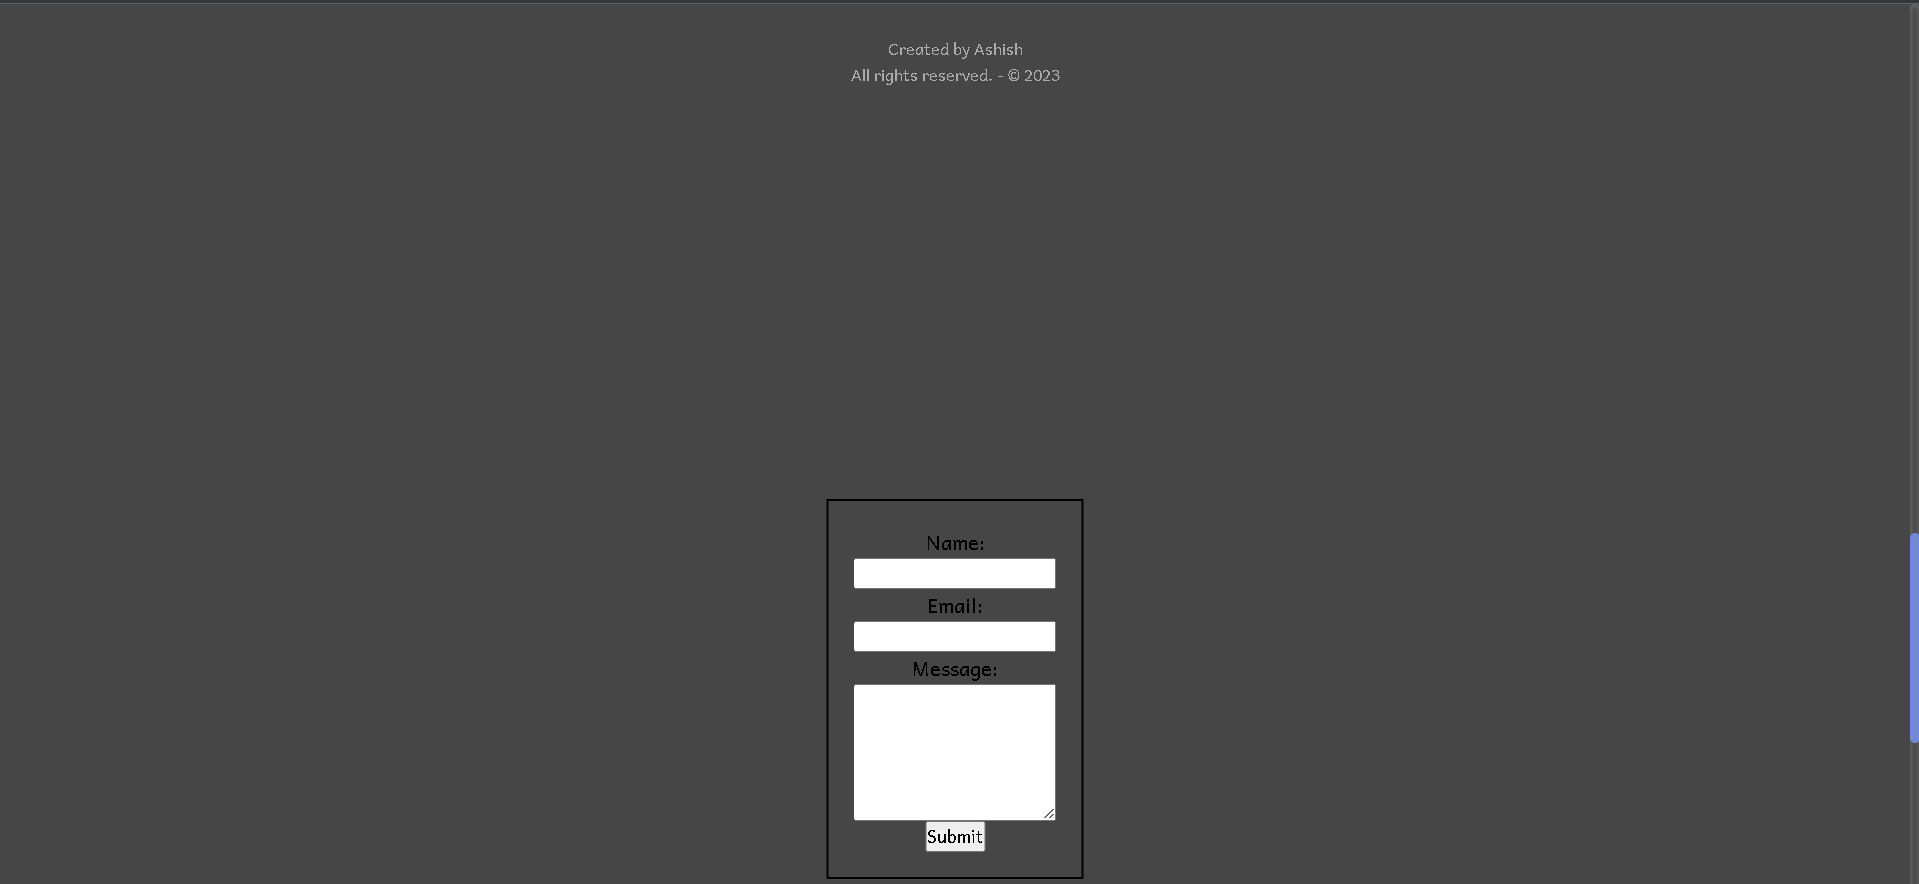 Created by Ashish
All rights reserved. - © 2023
Name:
Email:
Message:
Submit